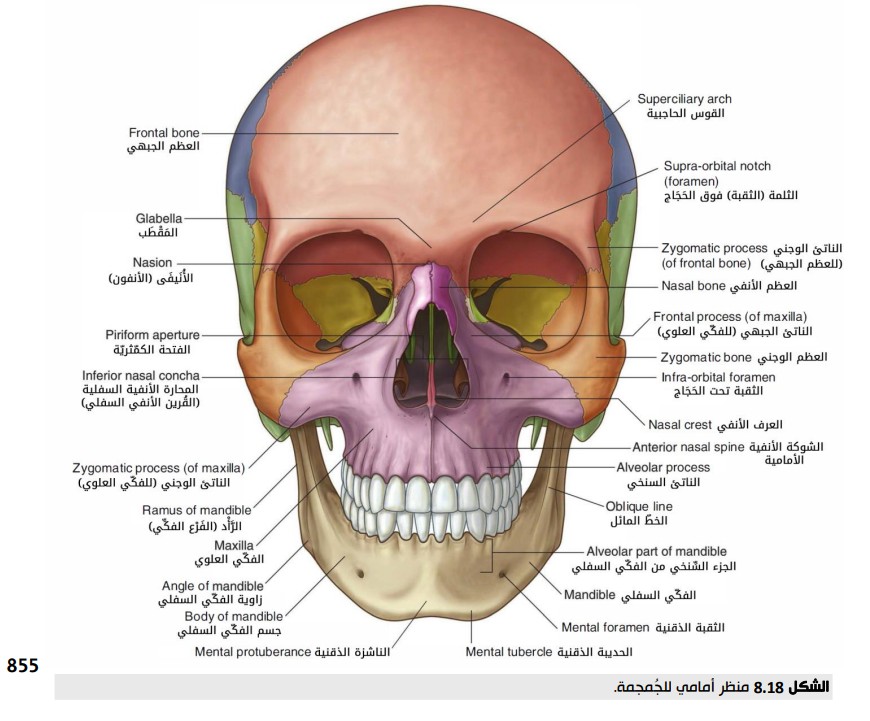 Frontal bone
العظم الجبهي
Glabella
المَقْطَب
Nasion
الأُنَيفَى (الأنفون)
Piriform aperture
الفتحة الكمّثريّة
Inferior nasal concha
المحارة الأنفية السفلية
(القُرين الأنفي السفلي)
Zygomatic process (of maxilla)
الناتئ الوجني (للفكّي العلوي)
Ramus of mandible
الرَّأْد (الفَرْع الفكّي)
Maxilla
الفكّي العلوي
Angle of mandible
زاوية الفكّي السفلي
Body of mandible
جسم الفكّي السفلي
Mental protuberance الناشزة الذقنية
Superciliary arch
القوس الحاجبية
Supra-orbital notch
(foramen)
الثلمة (الثقبة) فوق الحَجَاج
Zygomatic process الناتئ الوجني
(of frontal bone) (للعظم الجبهي)
Nasal bone العظم الأنفي
Frontal process (of maxilla)
الناتئ الجبهي (للفكّي العلوي)
Zygomatic bone العظم الوجني
Infra-orbital foramen
الثقبة تحت الحَجَاج
Nasal crest العرف الأنفي
Anterior nasal spine الشوكة الأنفية
الأمامية
Alveolar process
الناتئ السنخي
Oblique line
الخطّ المائل
Alveolar part of mandible
الجزء السِّنخي من الفكّي السفلي
Mandible الفكّي السفلي
Mental foramen الثقبة الذقنية
Mental tubercle الحديبة الذقنية
855
الشكل 8.18 منظر أمامي للجُمجمة.